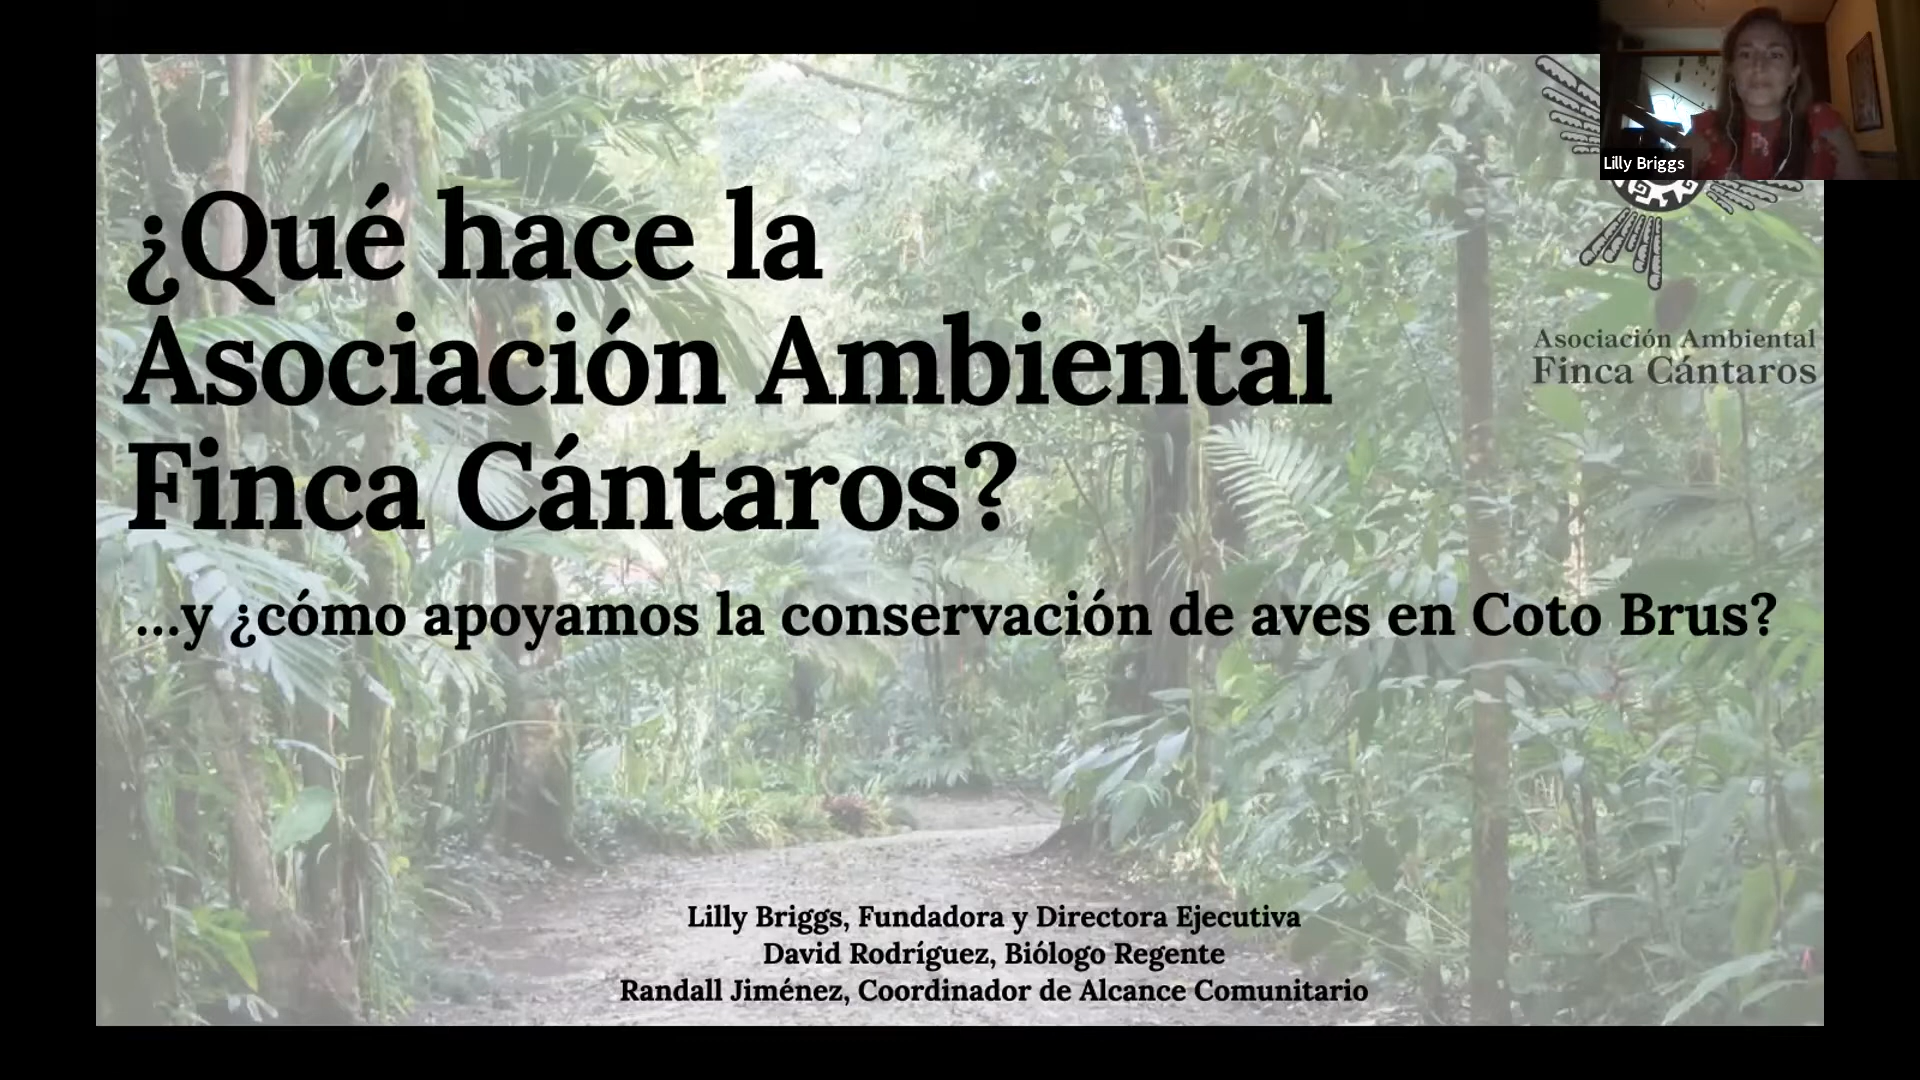 Lilly Briggs
¿Qué hace la
Asociación Ambiental
Finca Cántaros?
Asociación Ambiental
Finca Cántaros
...y ¿cómo apoyamos la conservación de aves en Coto Brus?
Lilly Briggs, Fundadora y Directora Ejecutiva
David Rodríguez, Biólogo Regente
Randall Jiménez, Coordinador de Alcance Comunitario